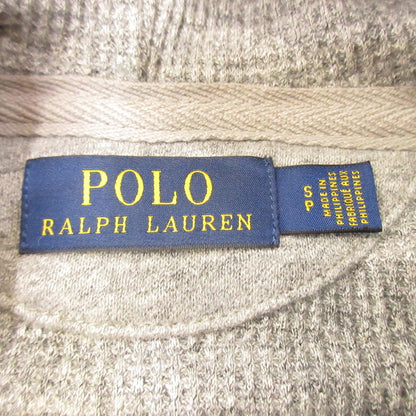 POLO
RALPH LAUREN
S P
MADE IN
PHILIPPINES
FABRIQUÉ AUX
PHILIPPINES